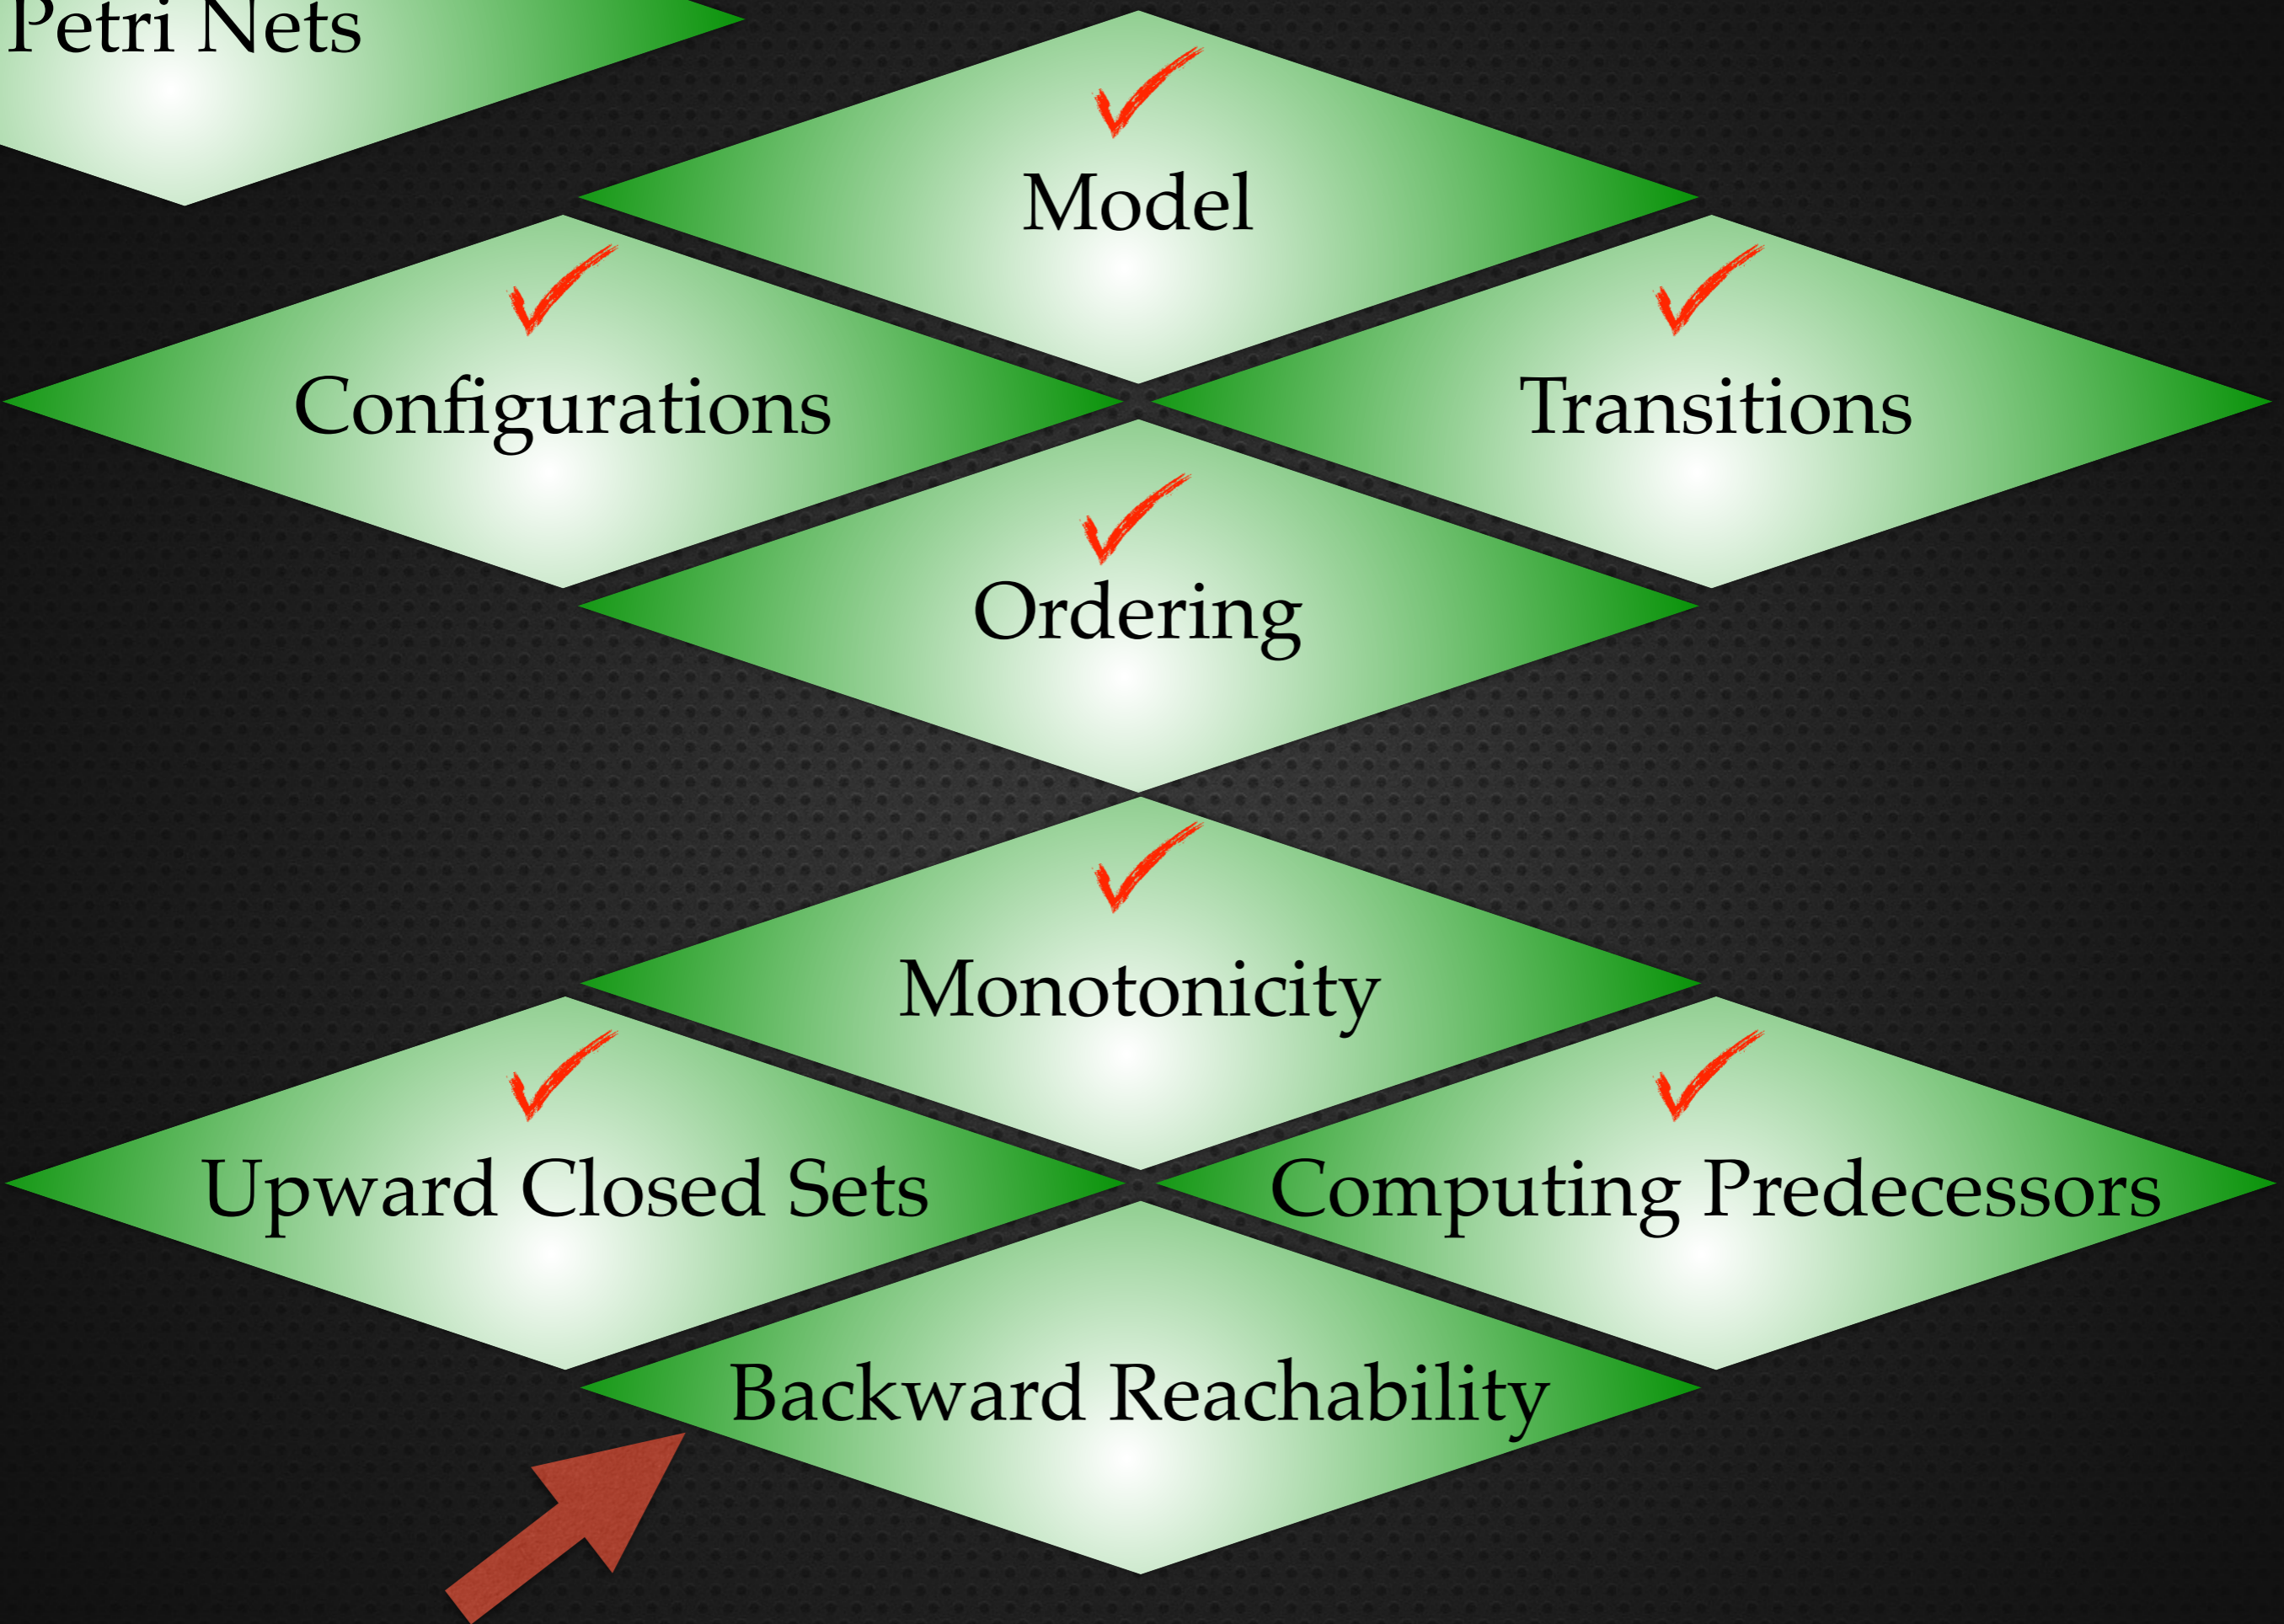 Petri Nets
Model
Configurations
Transitions
Ordering
Monotonicity
Upward Closed Sets
Computing Predecessors
Backward Reachability